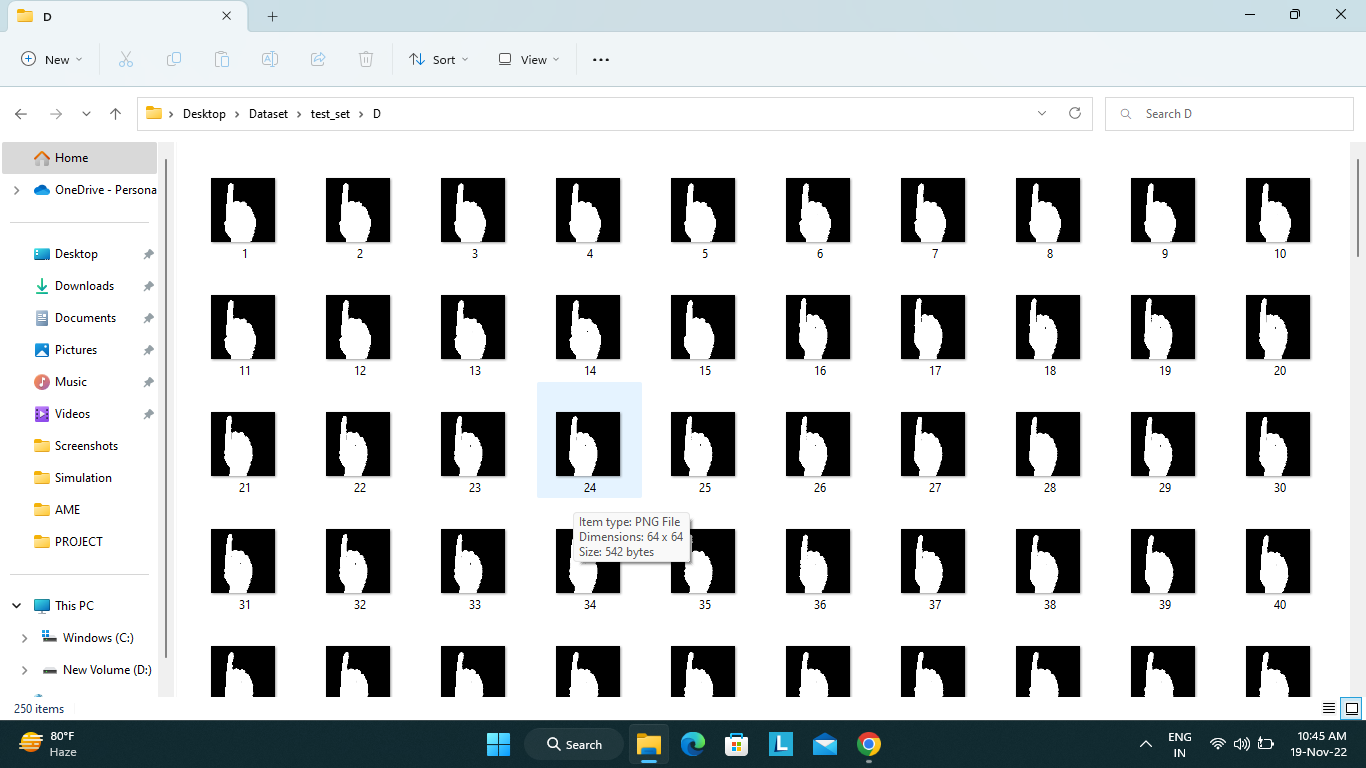 D
New
Sort
View
Desktop
Dataset
test_set
D
Search D
Home
OneDrive - Persona
Desktop
Downloads
Documents
Pictures
Music
Videos
Screenshots
Simulation
AME
PROJECT
This PC
Windows (C:)
New Volume (D:)
1 2 3 4 5 6 7 8 9 10
11 12 13 14 15 16 17 18 19 20
21 22 23 24 25 26 27 28 29 30
Item type: PNG File
Dimensions: 64 x 64
Size: 542 bytes
31 32 33 34 35 36 37 38 39 40
250 items
80°F
Haze
Search
L
ENG
IN
10:45 AM
19-Nov-22